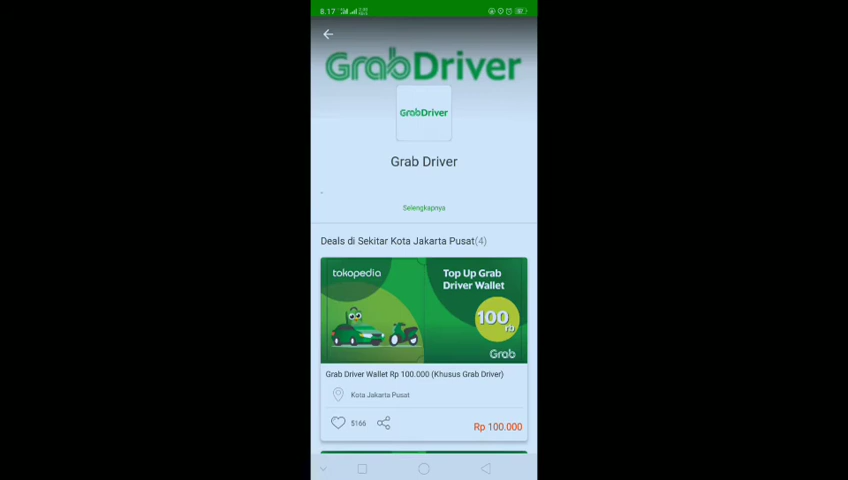 8.17
GrabDriver
GrabDriver
Grab Driver
Selengkapnya
Deals di Sekitar Kota Jakarta Pusat(4)
tokopedia
Top Up Grab
Driver Wallet
100
rb
Grab
Grab Driver Wallet Rp 100.000 (Khusus Grab Driver)
Kota Jakarta Pusat
5166
Rp 100.000